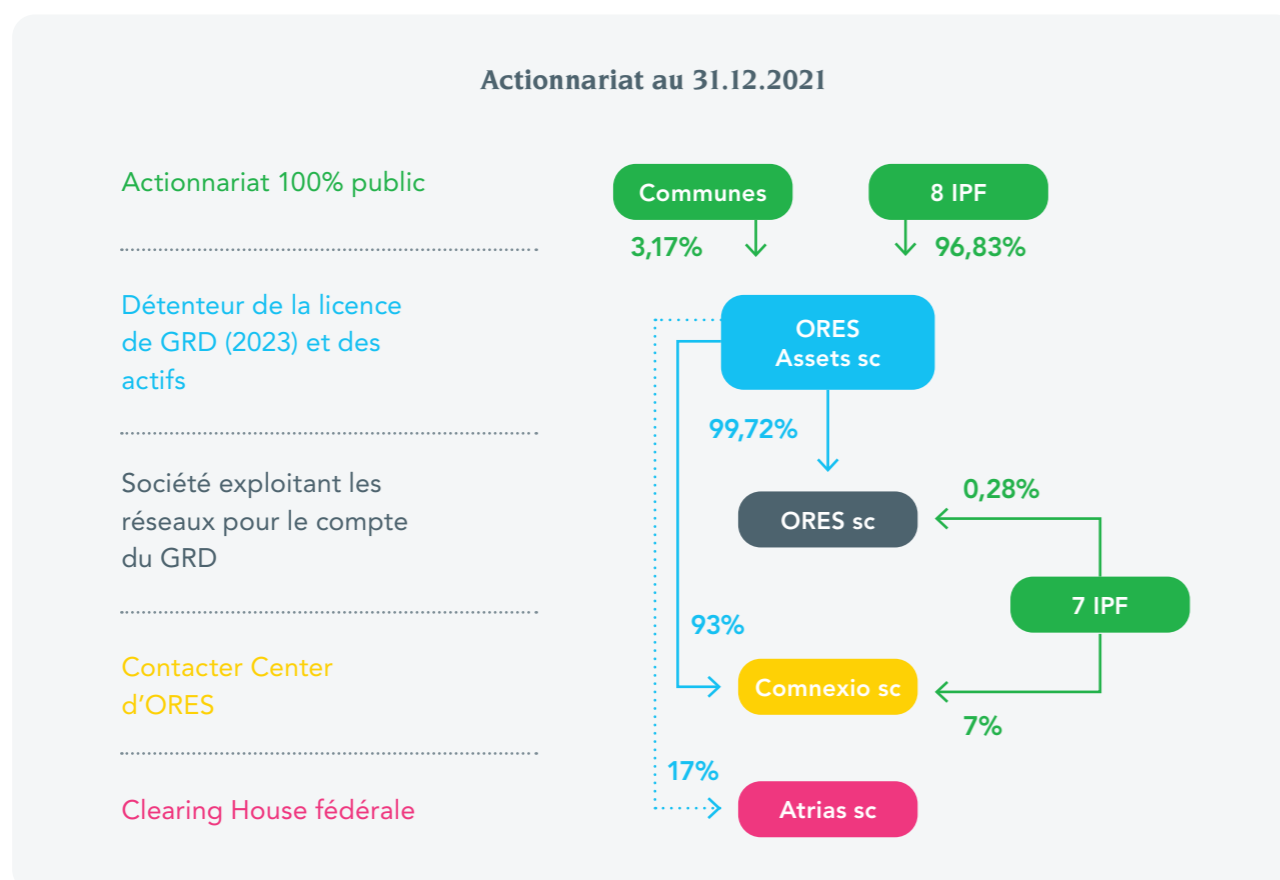 Actionnariat au 31.12.2021
Actionnariat 100% public
Communes
8 IPF
3,17%
96,83%
Détenteur de la licence
de GRD (2023) et des
actifs
ORES
Assets sc
99,72%
Société exploitant les
réseaux pour le compte
du GRD
ORES sc
0,28%
7 IPF
93%
Contacter Center
d'ORES
Comnexio sc
7%
17%
Clearing House fédérale
Atrias sc